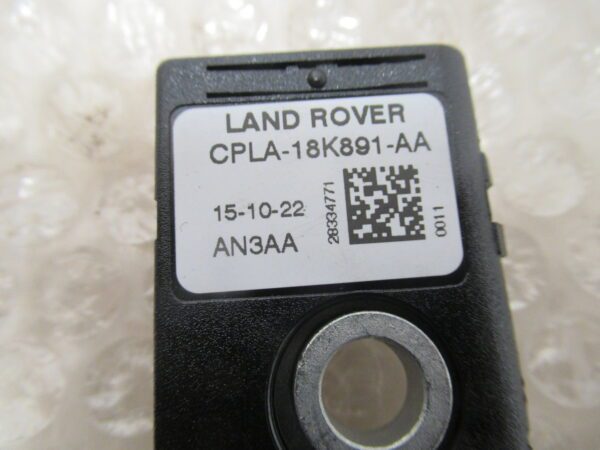 LAND ROVER
CPLA-18K891-AA
15-10-22
AN3AA
28334771
0011